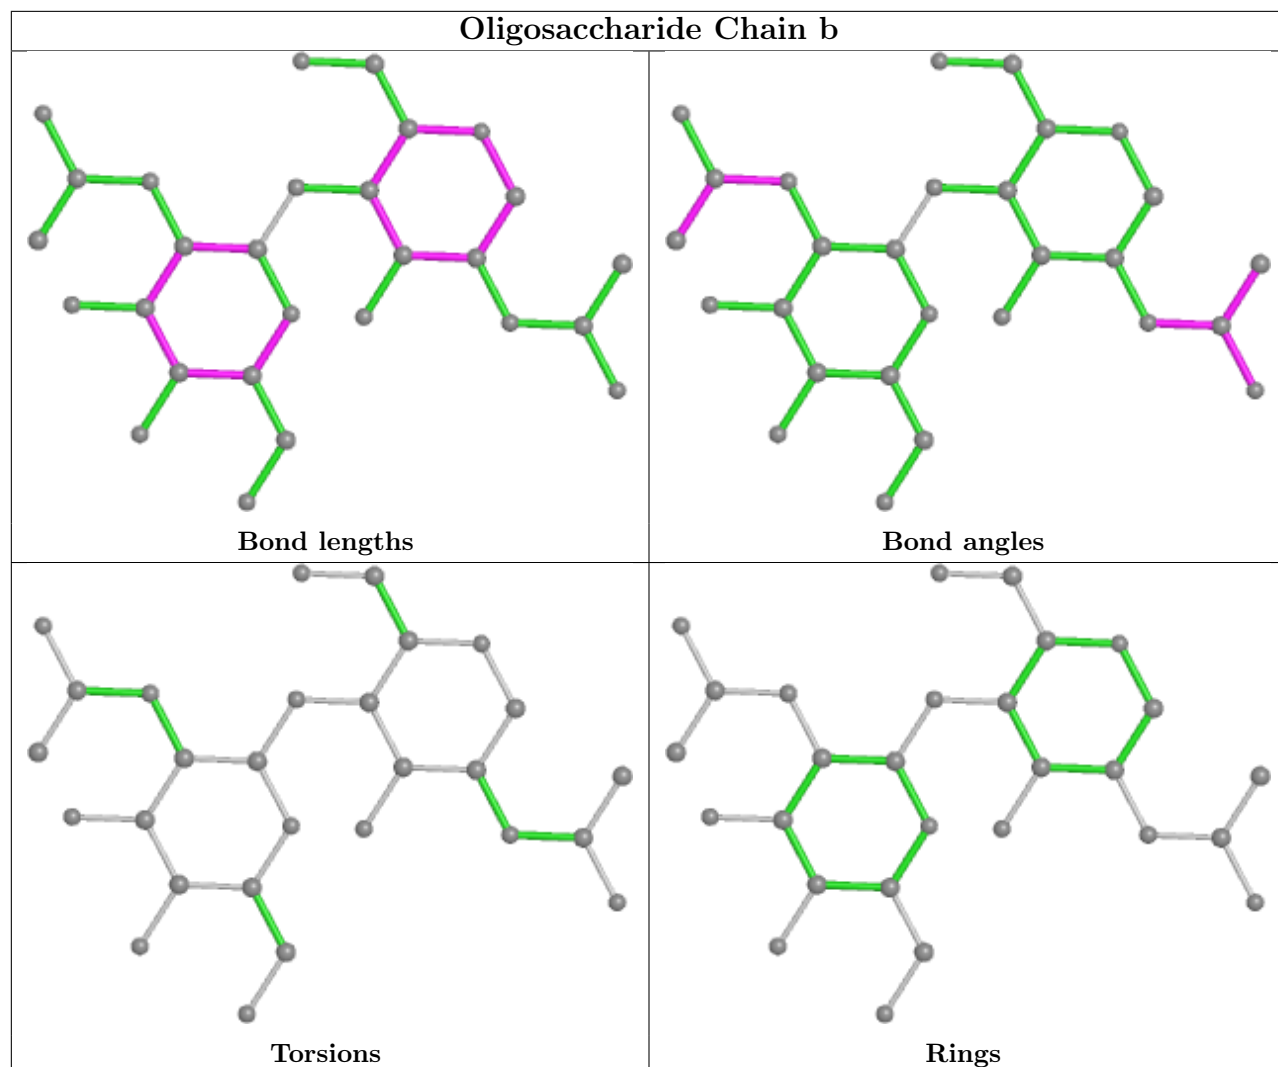 Oligosaccharide Chain b
Bond lengths
Bond angles
Torsions
Rings